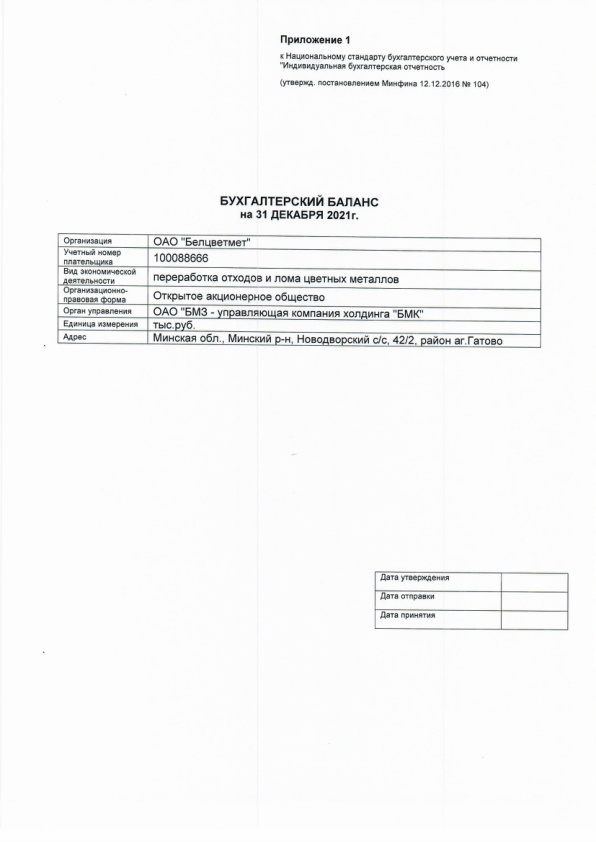 Приложение 1
к Национальному стандарту бухгалтерского учета и отчетности
"Индивидуальная бухгалтерская отчетность
(утвержд. постановлением Минфина 12.12.2016 № 104)
БУХГАЛТЕРСКИЙ БАЛАНС
на 31 ДЕКАБРЯ 2021г.
Организация ОАО "Белцветмет"
Учетный номер
плательщика 100088666
Вид экономической
деятельности переработка отходов и лома цветных металлов
Организационно-
правовая форма Открытое акционерное общество
Орган управления ОАО "БМЗ - управляющая компания холдинга "БМК"
Единица измерения тыс.руб.
Адрес Минская обл., Минский р-н, Новодворский с/с, 42/2, район аг.Гатово
Дата утверждения
Дата отправки
Дата принятия